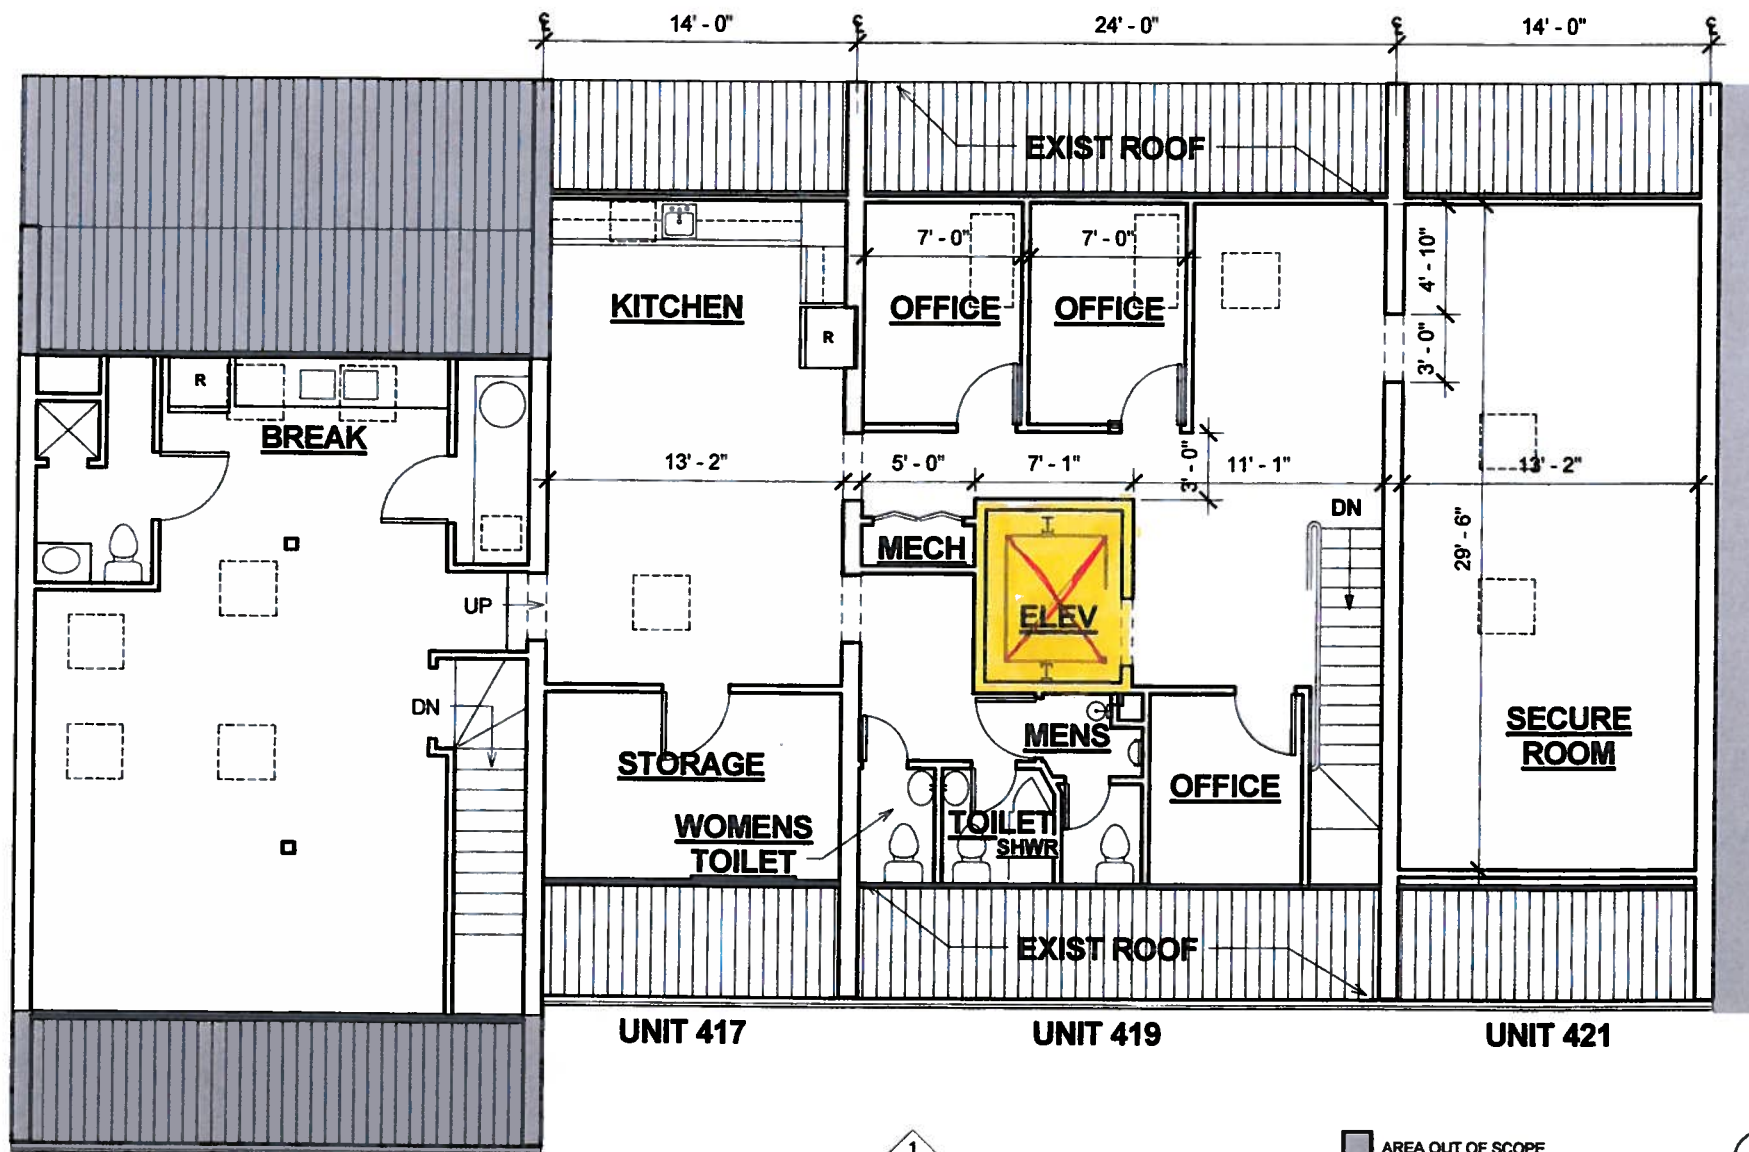 14' - 0" 24' - 0" 14' - 0"
EXIST ROOF
7' - 0" 7' - 0"
4' - 10"
KITCHEN
OFFICE
OFFICE
R
3' - 0"
R
BREAK
13' - 2" 5' - 0" 7' - 1" 3' - 0" 11' - 1" 13' - 2"
DN
29' - 6"
MECH
UP
ELEV
DN
SECURE
ROOM
MENS
STORAGE
OFFICE
WOMENS
TOILET
TOILET
SHWR
EXIST ROOF
UNIT 417 UNIT 419 UNIT 421
1
AREA OUT OF SCOPE